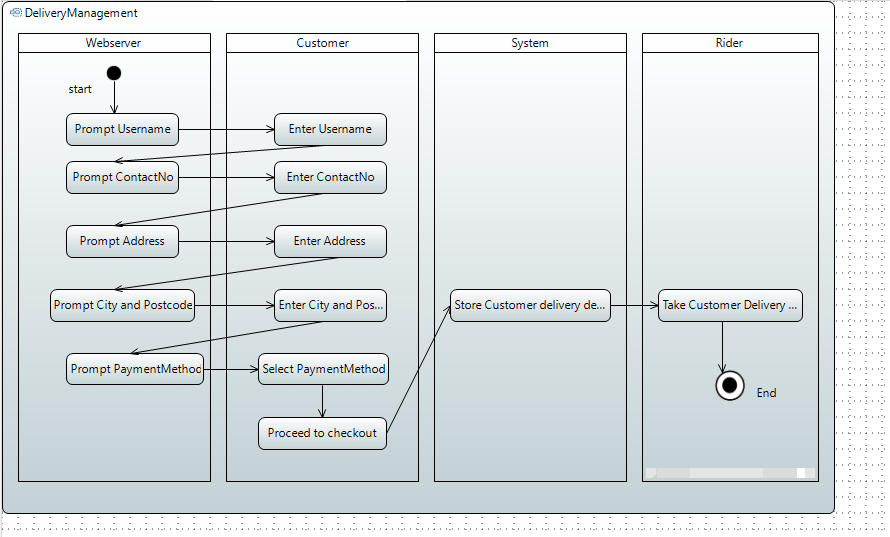 DeliveryManagement
Webserver
Customer
System
Rider
start
Prompt Username
Enter Username
Prompt ContactNo
Enter ContactNo
Prompt Address
Enter Address
Prompt City and Postcode
Enter City and Pos...
Store Customer delivery de...
Take Customer Delivery ...
Prompt PaymentMethod
Select PaymentMethod
End
Proceed to checkout